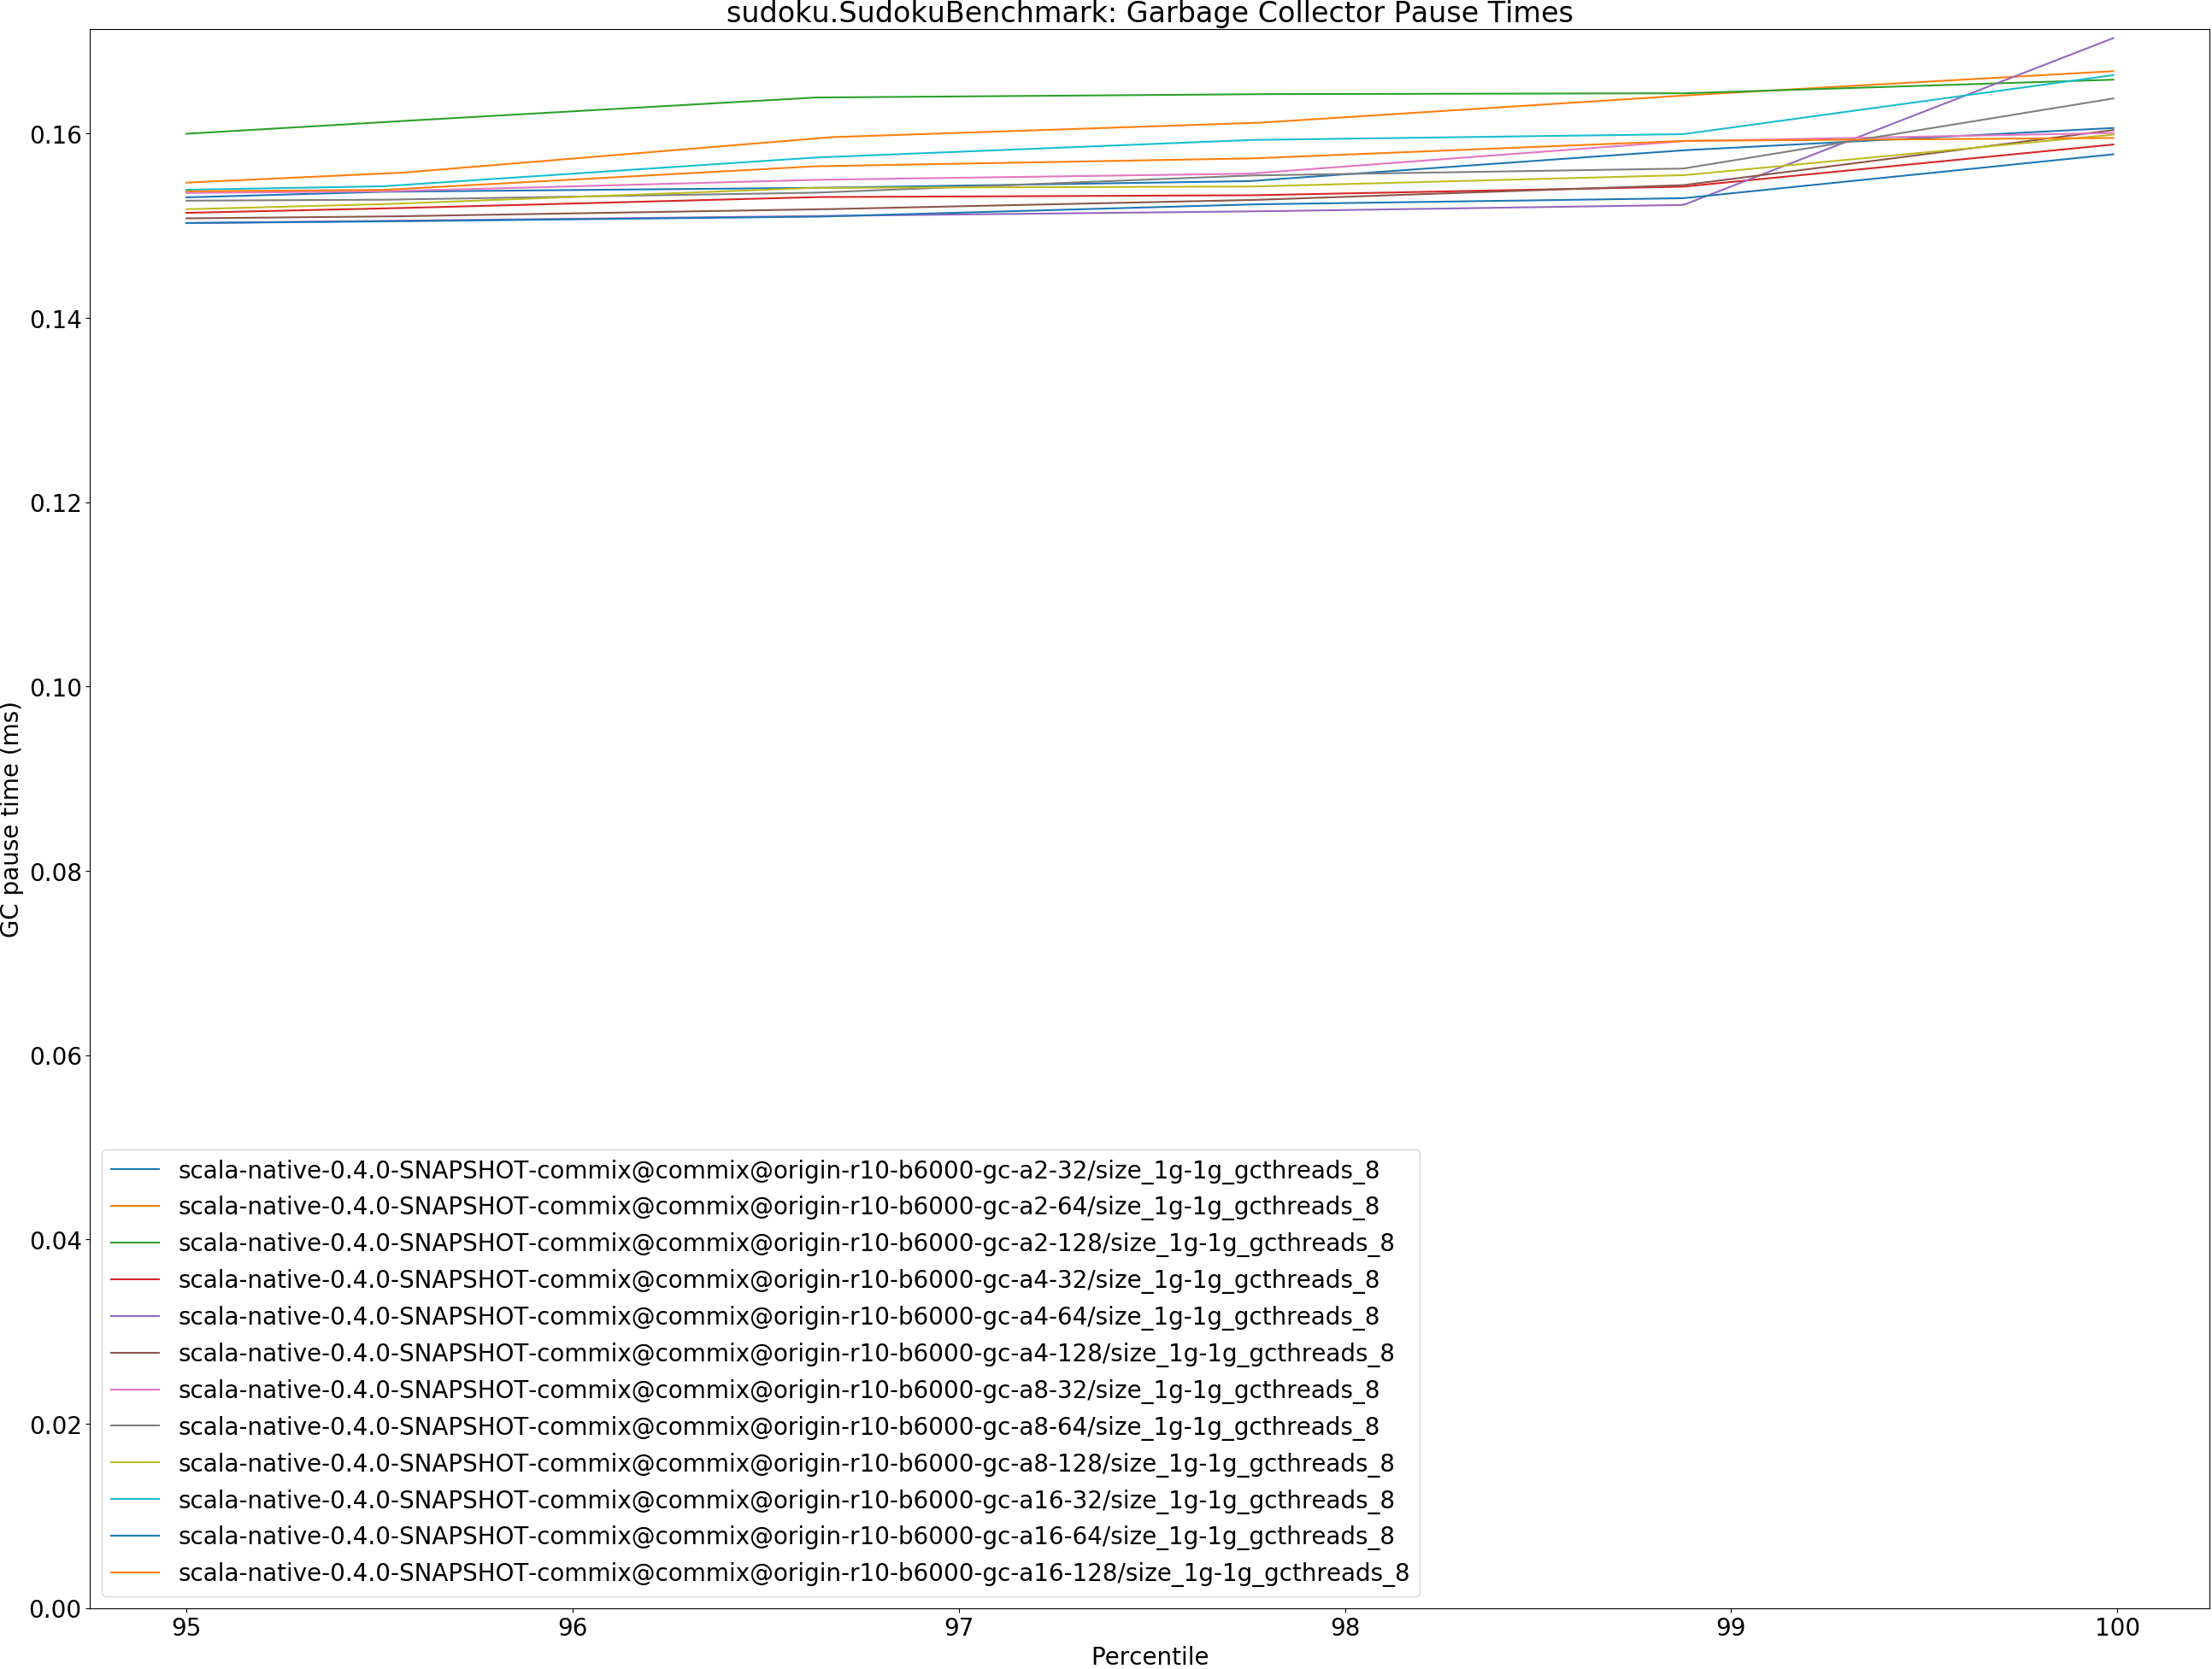 sudoku.SudokuBenchmark: Garbage Collector Pause Times
GC pause time (ms)
0.16
0.14
0.12
0.10
0.08
0.06
0.04
0.02
0.00
scala-native-0.4.0-SNAPSHOT-commix@commix@origin-r10-b6000-gc-a2-32/size_1g-1g_gcthreads_8
scala-native-0.4.0-SNAPSHOT-commix@commix@origin-r10-b6000-gc-a2-64/size_1g-1g_gcthreads_8
scala-native-0.4.0-SNAPSHOT-commix@commix@origin-r10-b6000-gc-a2-128/size_1g-1g_gcthreads_8
scala-native-0.4.0-SNAPSHOT-commix@commix@origin-r10-b6000-gc-a4-32/size_1g-1g_gcthreads_8
scala-native-0.4.0-SNAPSHOT-commix@commix@origin-r10-b6000-gc-a4-64/size_1g-1g_gcthreads_8
scala-native-0.4.0-SNAPSHOT-commix@commix@origin-r10-b6000-gc-a4-128/size_1g-1g_gcthreads_8
scala-native-0.4.0-SNAPSHOT-commix@commix@origin-r10-b6000-gc-a8-32/size_1g-1g_gcthreads_8
scala-native-0.4.0-SNAPSHOT-commix@commix@origin-r10-b6000-gc-a8-64/size_1g-1g_gcthreads_8
scala-native-0.4.0-SNAPSHOT-commix@commix@origin-r10-b6000-gc-a8-128/size_1g-1g_gcthreads_8
scala-native-0.4.0-SNAPSHOT-commix@commix@origin-r10-b6000-gc-a16-32/size_1g-1g_gcthreads_8
scala-native-0.4.0-SNAPSHOT-commix@commix@origin-r10-b6000-gc-a16-64/size_1g-1g_gcthreads_8
scala-native-0.4.0-SNAPSHOT-commix@commix@origin-r10-b6000-gc-a16-128/size_1g-1g_gcthreads_8
95 96 97 98 99 100
Percentile